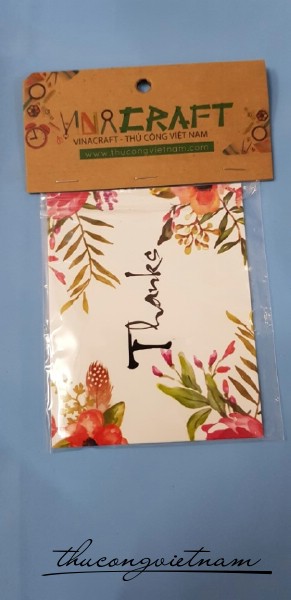 VINACRAFT
VINACRAFT - THỦ CÔNG VIỆT NAM
www.thucongvietnam.com
Thanks
thucongvietnam